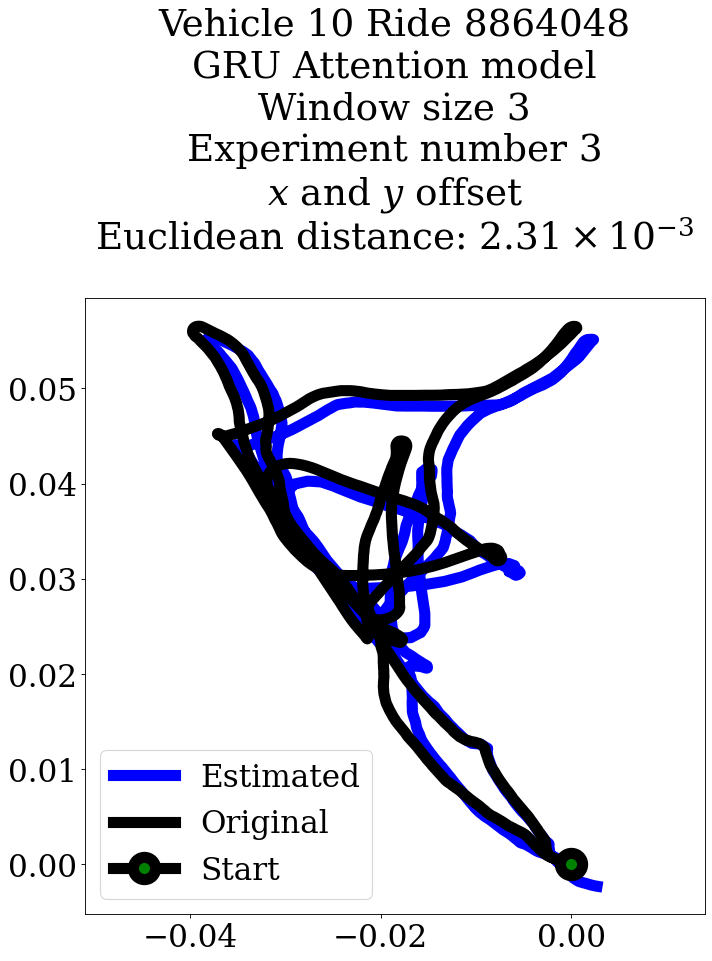 Vehicle 10 Ride 8864048
GRU Attention model
Window size 3
Experiment number 3
x and y offset
Euclidean distance: 2.31 × 10⁻³
0.05
0.04
0.03
0.02
0.01
0.00
Estimated
Original
Start
−0.04
−0.02
0.00